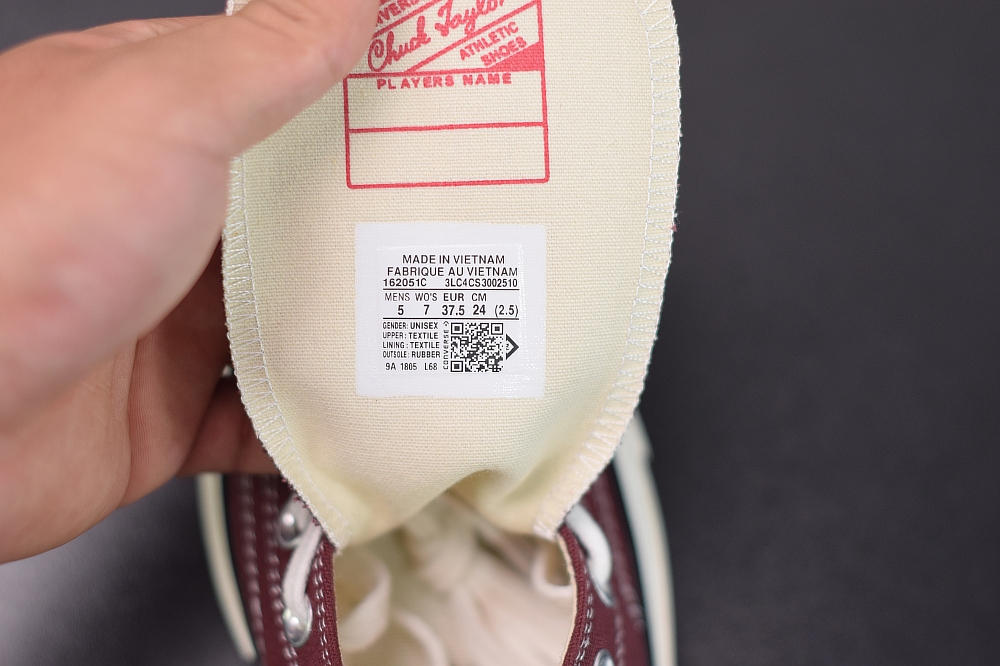 Chuck Taylor
ATHLETIC
SHOES
PLAYERS NAME
MADE IN VIETNAM
FABRIQUE AU VIETNAM
162051C 3LC4CS3002510
MENS WO'S EUR CM
5 7 37.5 24 (2.5)
GENDER: UNISEX
UPPER: TEXTILE
LINING: TEXTILE
OUTSOLE: RUBBER
9A 1805 L68
CONVERSE